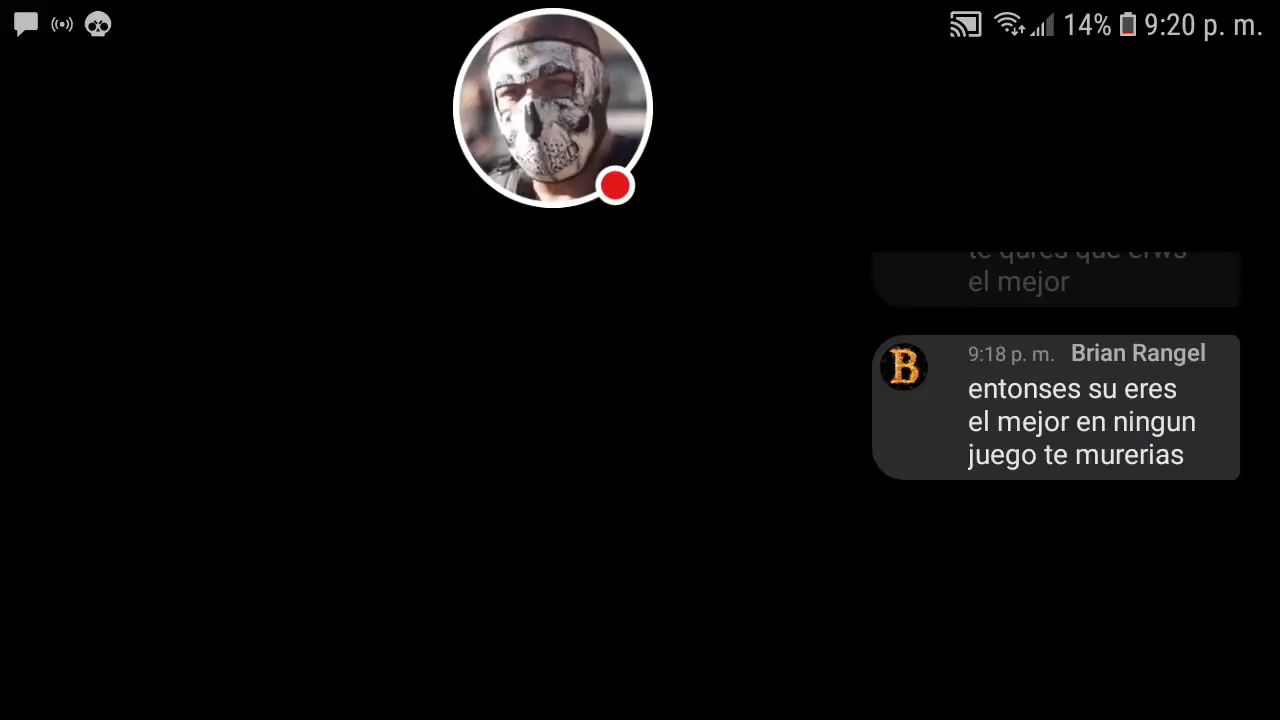 14% 9:20 p. m.
el mejor
B
9:18 p. m. Brian Rangel
entonses su eres
el mejor en ningun
juego te murerias